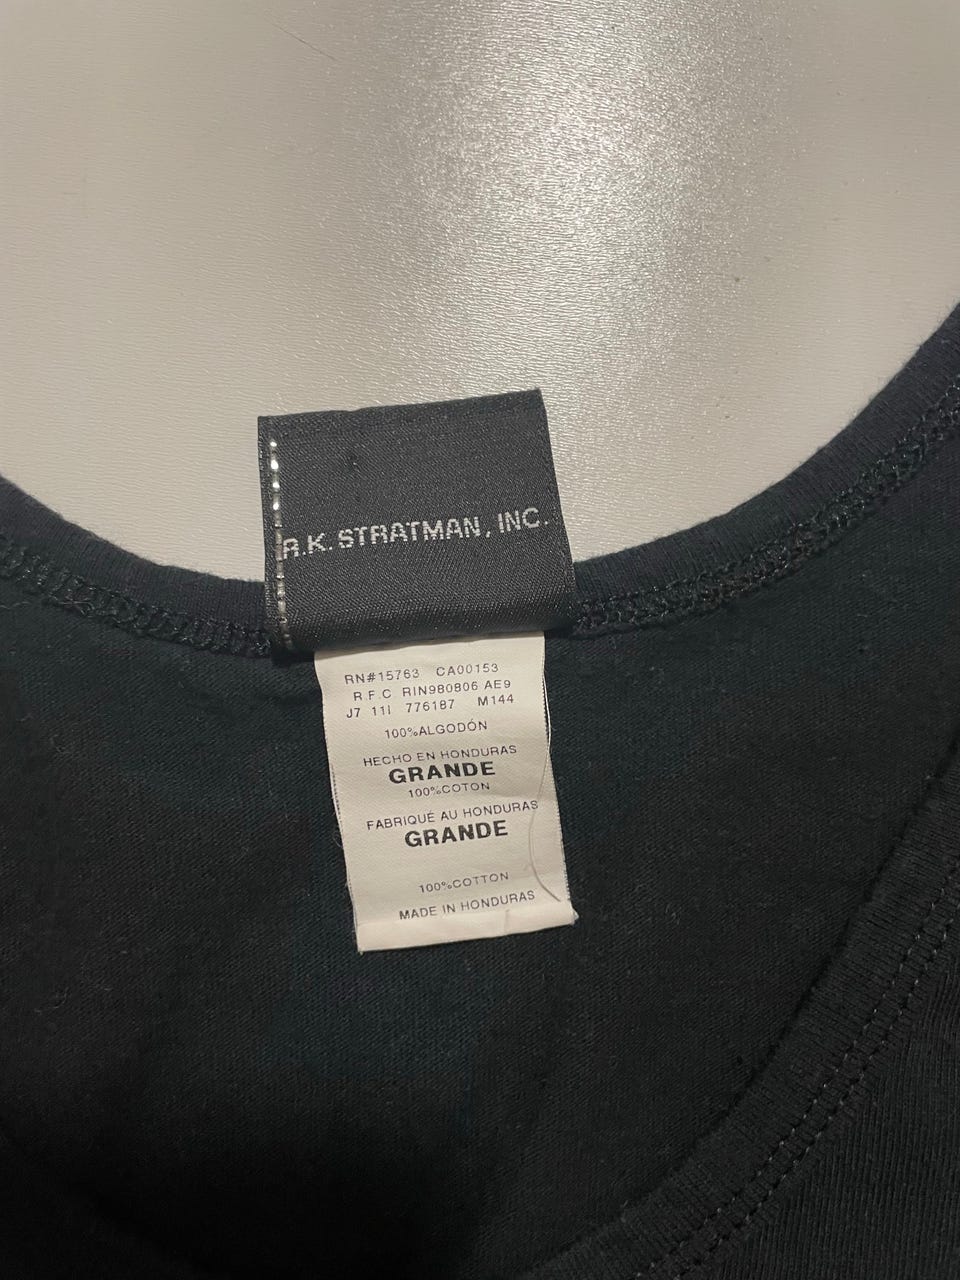 R.K. STRATMAN, INC.
RN#15763 CA00153
R.F.C RIN980806 AE9
J7 11I 776187 M144
100%ALGODÓN
HECHO EN HONDURAS
GRANDE
100%COTON
FABRIQUÉ AU HONDURAS
GRANDE
100%COTTON
MADE IN HONDURAS